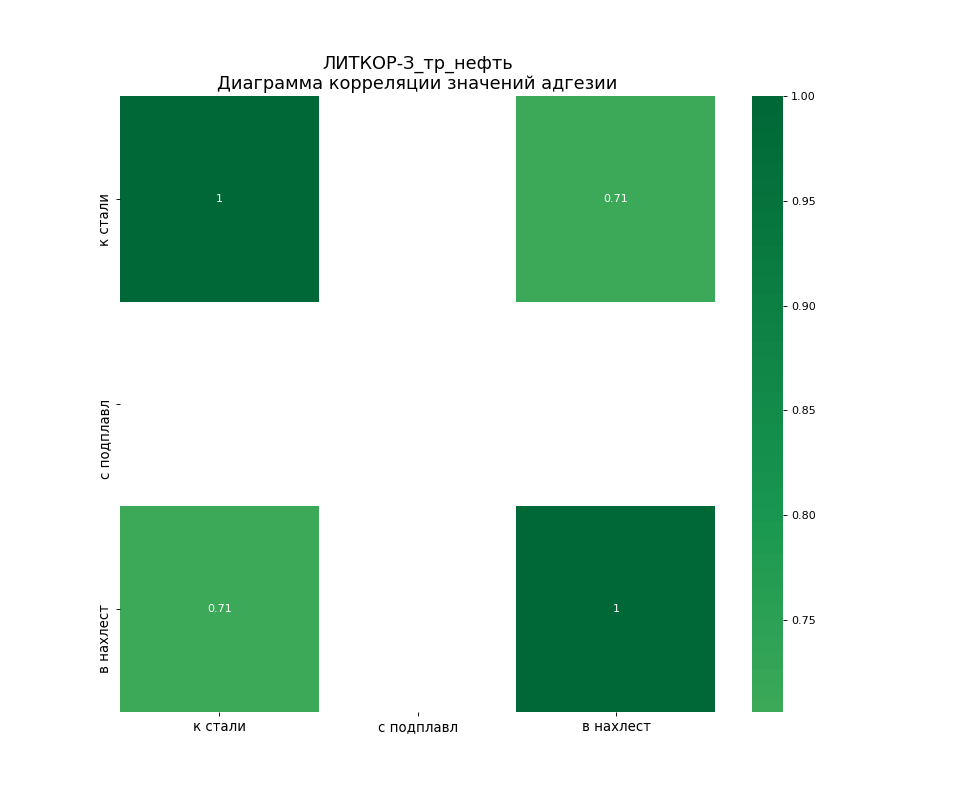 ЛИТКОР-З_тр_нефть
Диаграмма корреляции значений адгезии
к стали
с подплавл
в нахлест
1
0.71
0.71
1
к стали
с подплавл
в нахлест
1.00
0.95
0.90
0.85
0.80
0.75